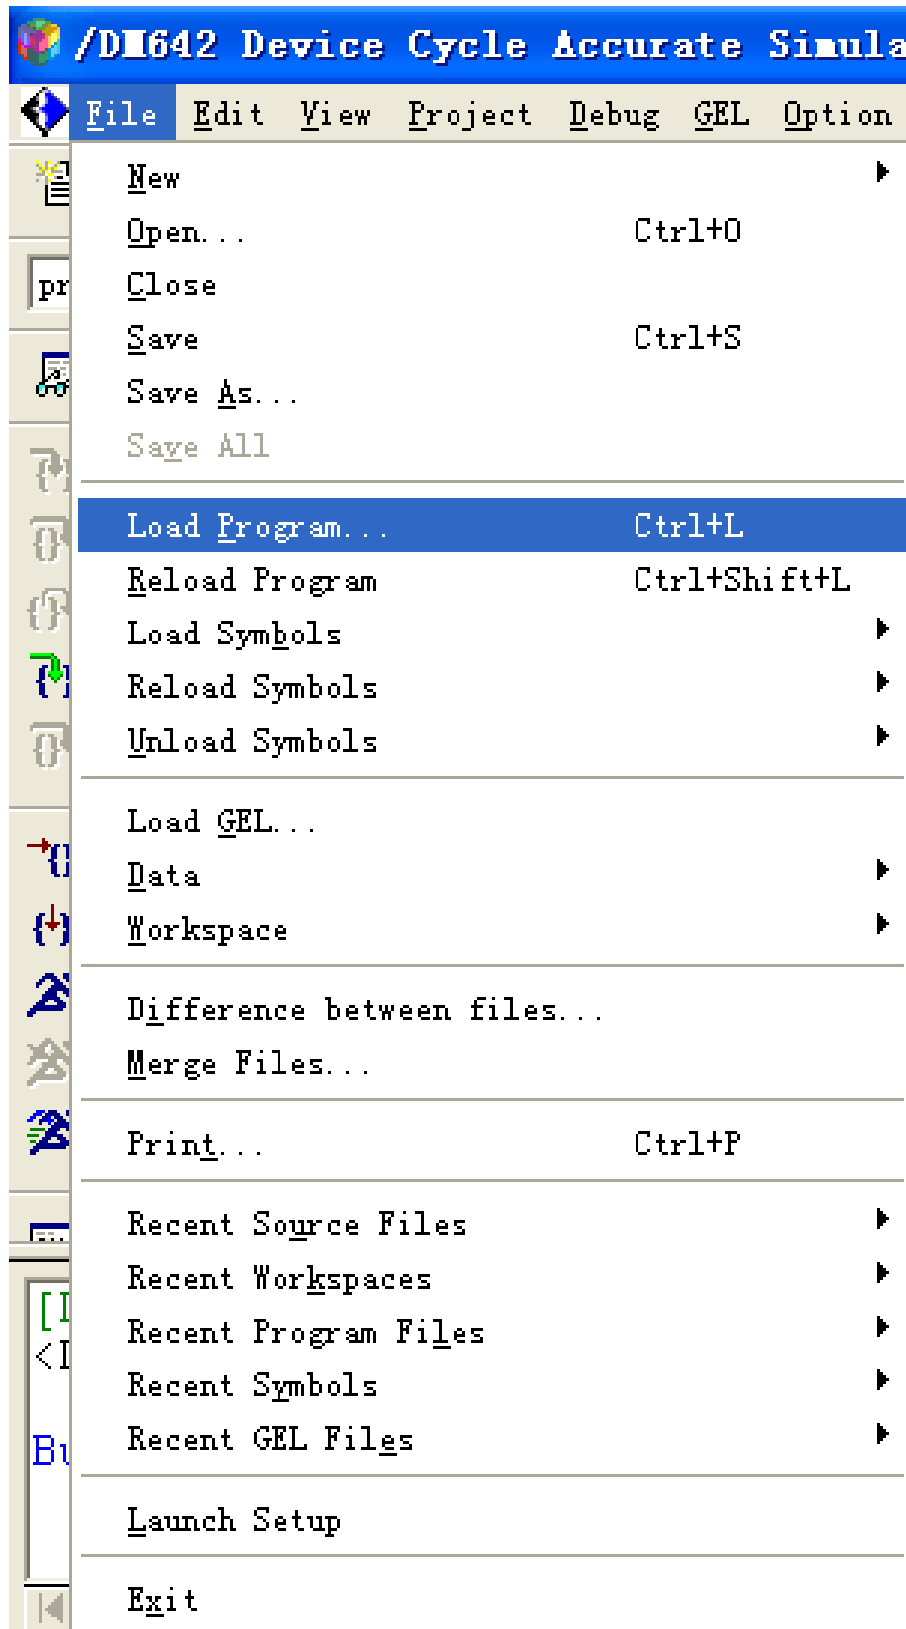 /DM642 Device Cycle Accurate Simula
File Edit View Project Debug GEL Option
New
Open... Ctrl+O
pr
Close
Save Ctrl+S
Save As...
Save All
Load Program... Ctrl+L
Reload Program Ctrl+Shift+L
Load Symbols
Reload Symbols
Unload Symbols
Load GEL...
Data
Workspace
Difference between files...
Merge Files...
Print... Ctrl+P
Recent Source Files
Recent Workspaces
Recent Program Files
Recent Symbols
Recent GEL Files
Bu
Launch Setup
Exit